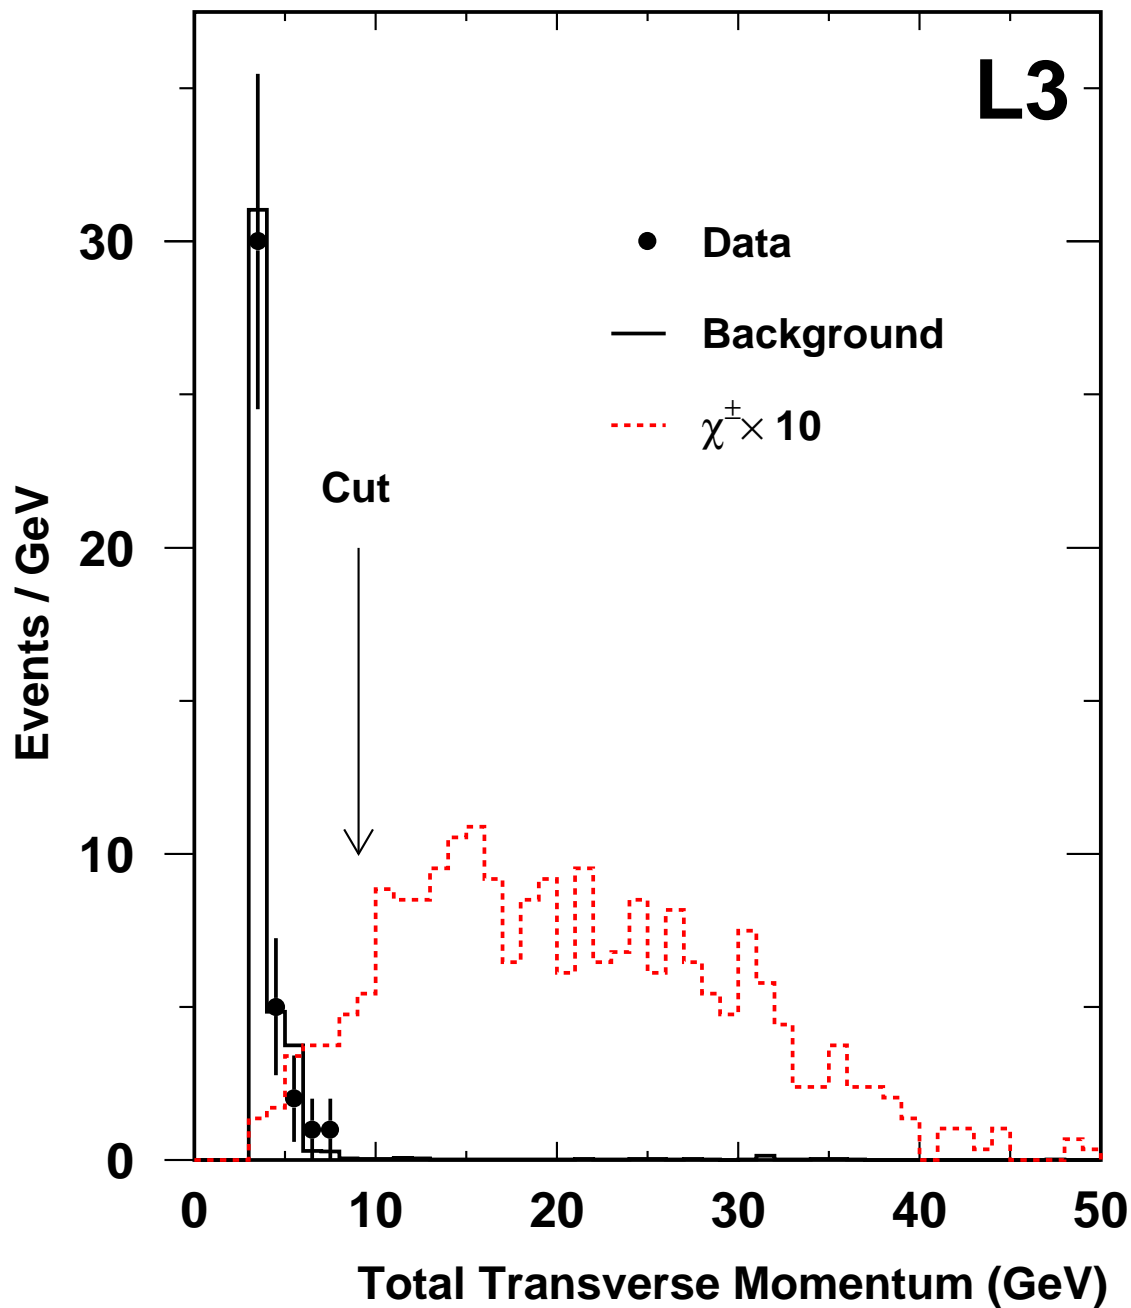 L3
30
Data
Background
χ± × 10
Cut
20
10
0
Events / GeV
0 10 20 30 40 50
Total Transverse Momentum (GeV)